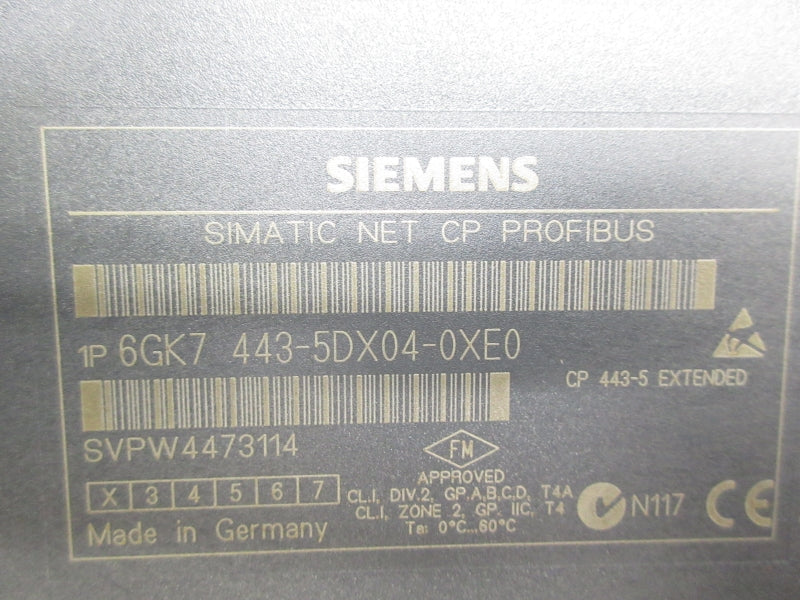 SIEMENS
SIMATIC NET CP PROFIBUS
1P 6GK7 443-5DX04-0XE0
CP 443-5 EXTENDED
SVPW4473114
FM
APPROVED
CL.I, DIV.2, GP.A,B,C,D, T4A
CL.I, ZONE 2, GP. IIC, T4
Ta: 0°C...60°C
X 3 4 5 6 7
N117
CE
Made in Germany